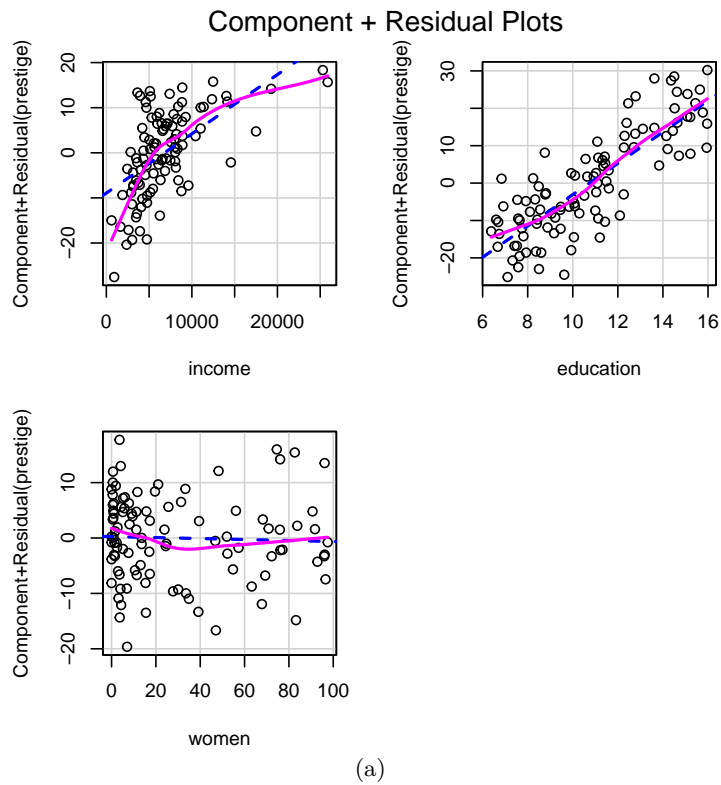 Component + Residual Plots
Component+Residual(prestige)
20
10
0
−20
0 10000 20000
income
Component+Residual(prestige)
30
10
0
−20
6 8 10 12 14 16
education
Component+Residual(prestige)
10
0
−10
−20
0 20 40 60 80 100
women
(a)